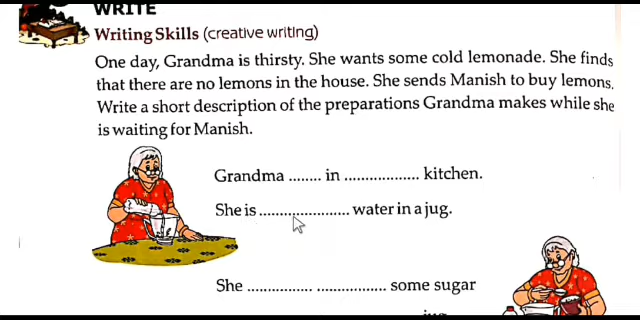 WRITE
Writing Skills (creative writing)
One day, Grandma is thirsty. She wants some cold lemonade. She finds
that there are no lemons in the house. She sends Manish to buy lemons.
Write a short description of the preparations Grandma makes while she
is waiting for Manish.
Grandma ........ in .................. kitchen.
She is ...................... water in a jug.
She ................ ................. some sugar